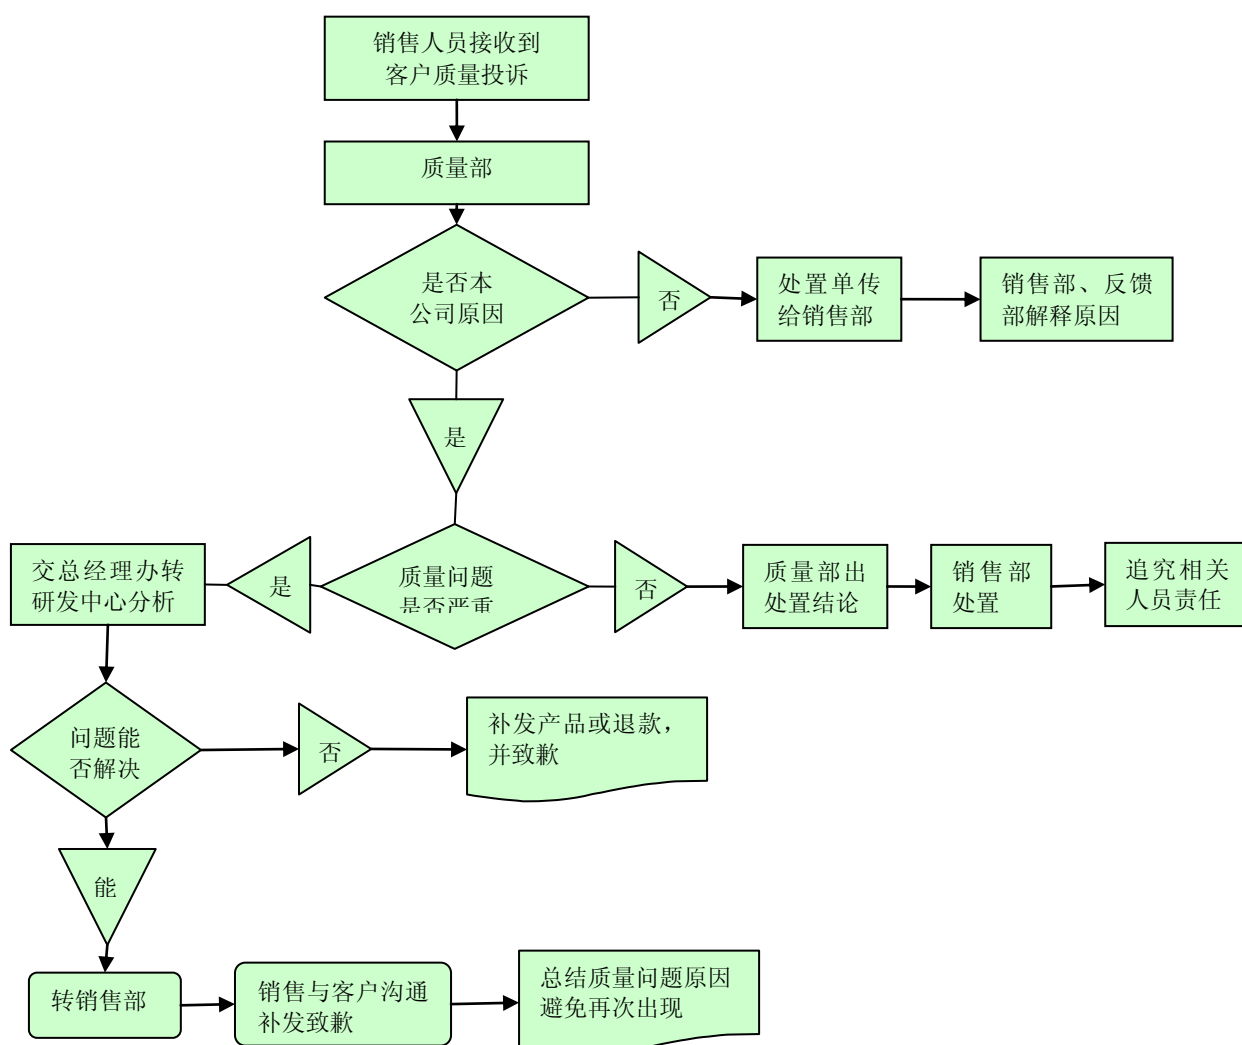 销售人员接收到
客户质量投诉
质量部
是否本
公司原因
否
处置单传
给销售部
销售部、反馈
部解释原因
是
交总经理办转
研发中心分析
是
质量问题
是否严重
否
质量部出
处置结论
销售部
处置
追究相关
人员责任
问题能
否解决
否
补发产品或退款，
并致歉
能
转销售部
销售与客户沟通
补发致歉
总结质量问题原因
避免再次出现